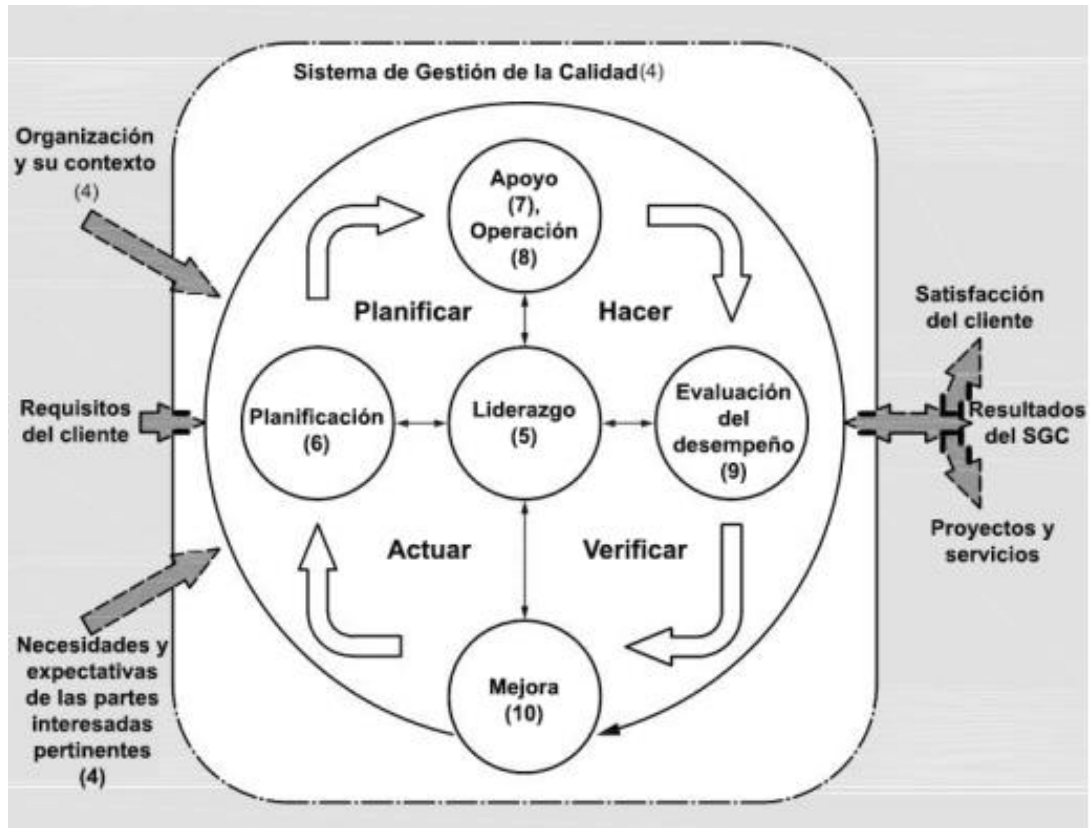 Sistema de Gestión de la Calidad(4)
Organización
y su contexto
(4)
Requisitos
del cliente
Necesidades y
expectativas
de las partes
interesadas
pertinentes
(4)
Apoyo
(7),
Operación
(8)
Planificar
Hacer
Planificación
(6)
Liderazgo
(5)
Evaluación
del
desempeño
(9)
Actuar
Verificar
Mejora
(10)
Satisfacción
del cliente
Resultados
del SGC
Proyectos y
servicios